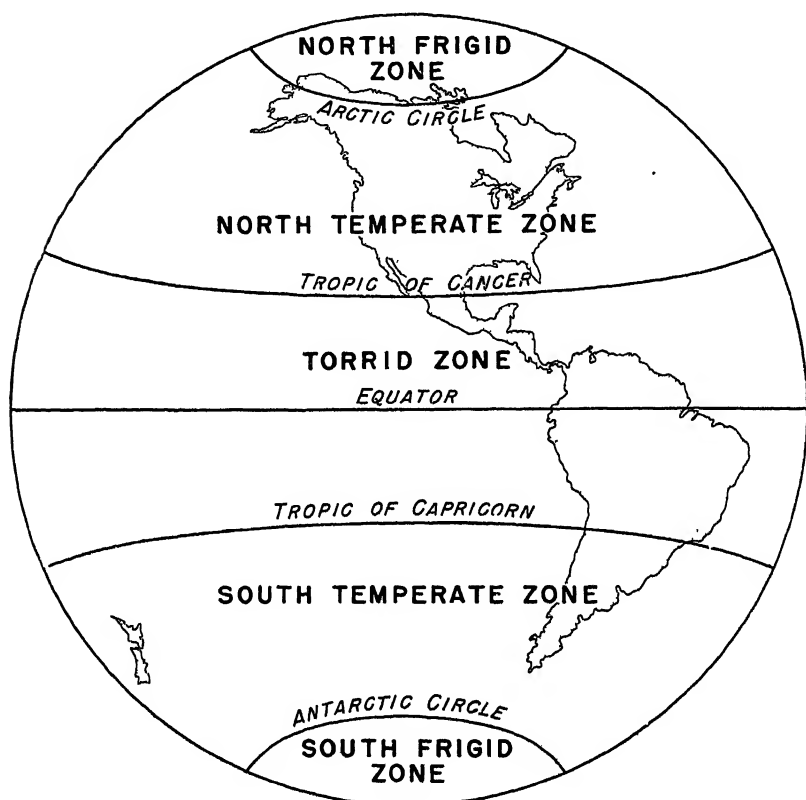 NORTH FRIGID
ZONE
ARCTIC CIRCLE
NORTH TEMPERATE ZONE
TROPIC OF CANCER
TORRID ZONE
EQUATOR
TROPIC OF CAPRICORN
SOUTH TEMPERATE ZONE
ANTARCTIC CIRCLE
SOUTH FRIGID
ZONE